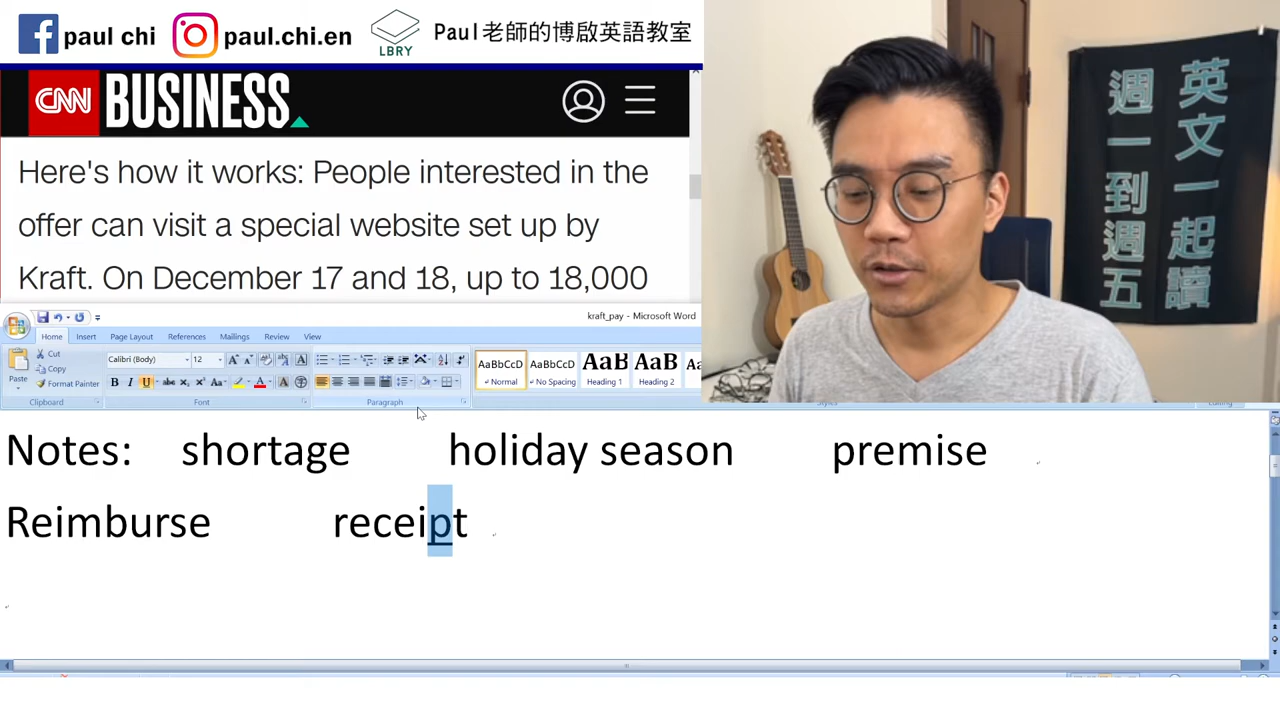 paul chi paul.chi.en LBRY Paul老師的博啟英語教室
CNN BUSINESS
Here's how it works: People interested in the
offer can visit a special website set up by
Kraft. On December 17 and 18, up to 18,000
kraft_pay - Microsoft Word
Home Insert Page Layout References Mailings Review View
Paste
Cut
Copy
Format Painter
Clipboard
Calibri (Body) 12
Font
Paragraph
AaBbCcD AaBbCcD AaBb AaBb
Normal No Spacing Heading 1 Heading 2
Notes: shortage holiday season premise
Reimburse receipt
英文一起讀
週一到週五